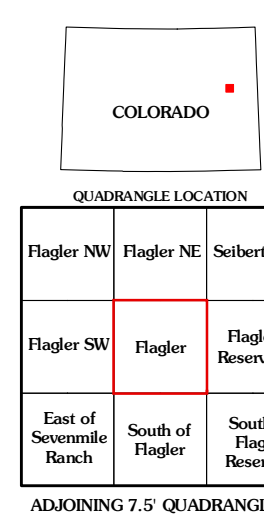 COLORADO
QUADRANGLE LOCATION
Flagler NW Flagler NE Seibert
Flagler SW Flagler
East of
Sevenmile
Ranch
South of
Flagler
ADJOINING 7.5'